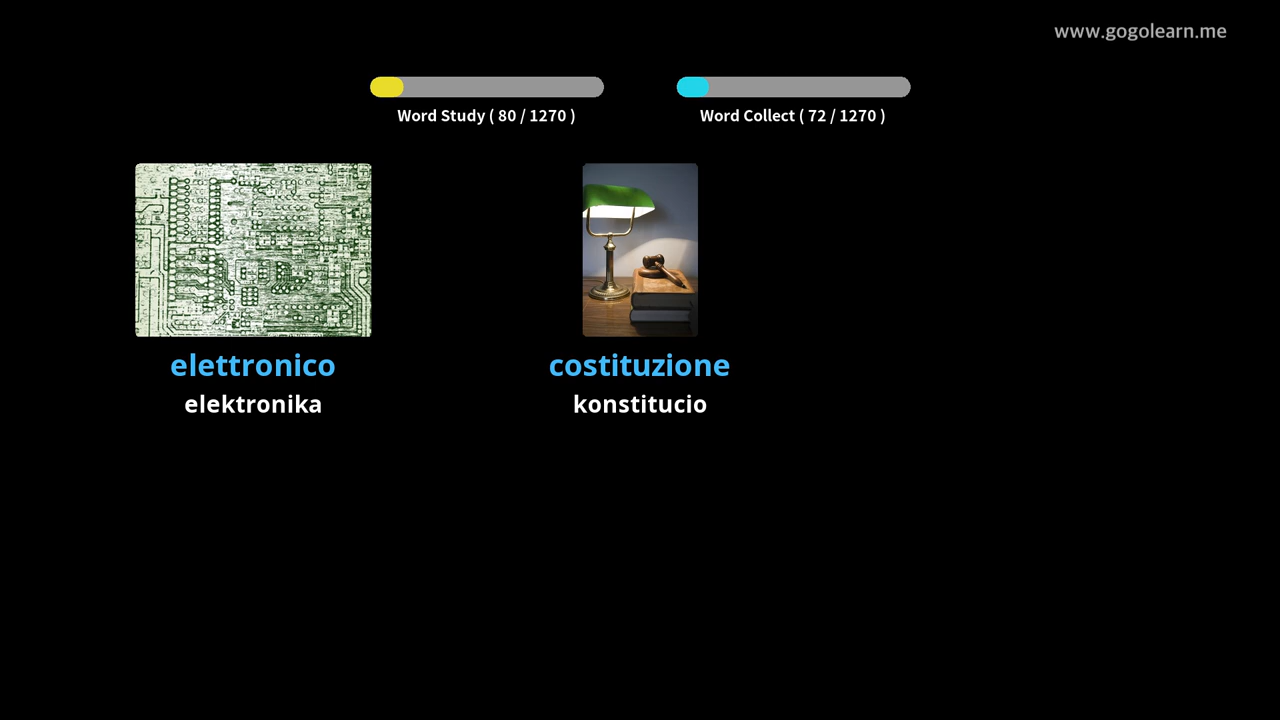 www.gogolearn.me
Word Study ( 80 / 1270 )
Word Collect ( 72 / 1270 )
elettronico
elektronika
costituzione
konstitucio